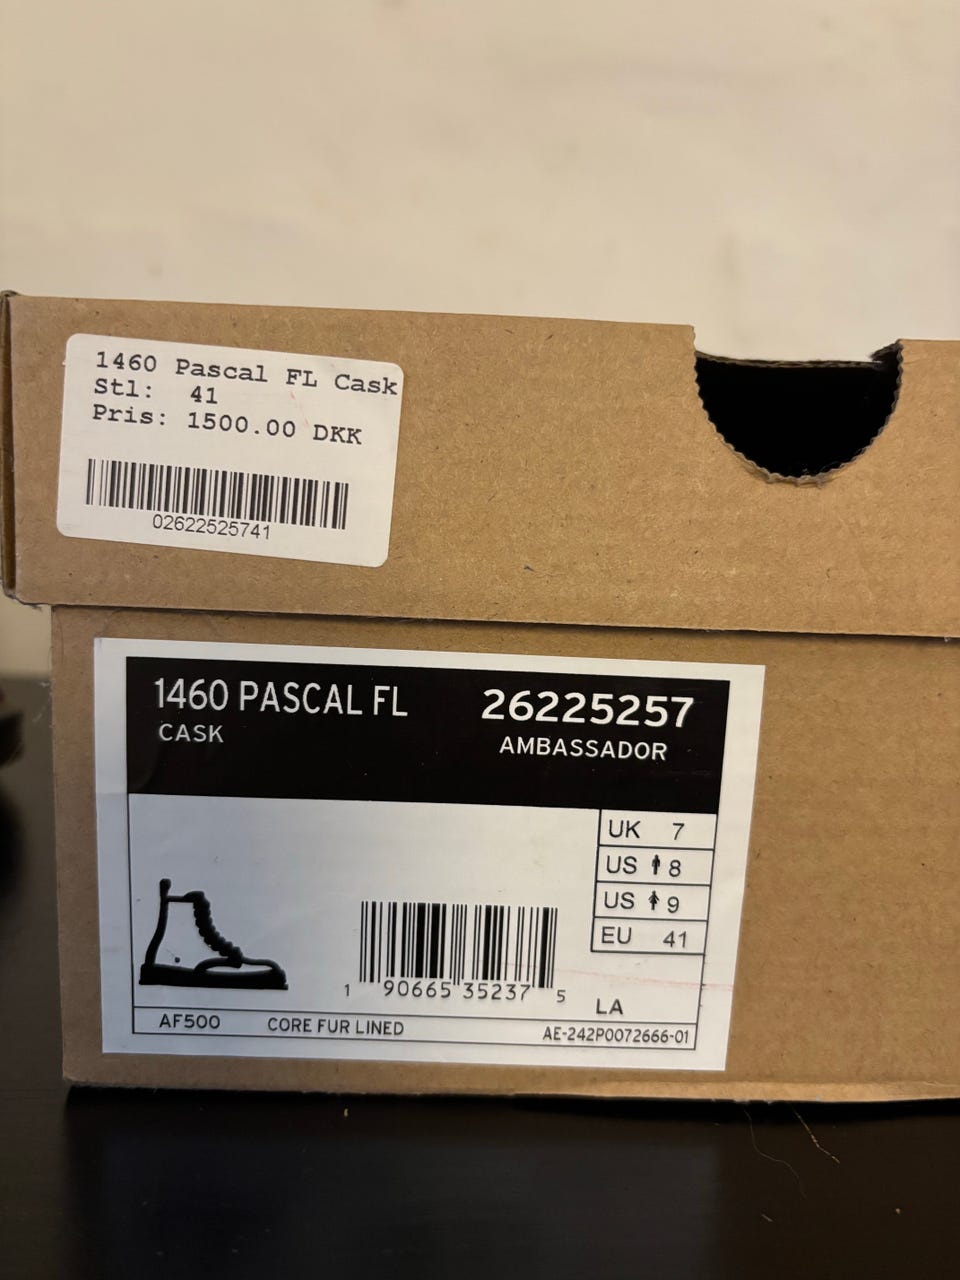 1460 Pascal FL Cask
Stl: 41
Pris: 1500.00 DKK
02622525741
1460 PASCAL FL 26225257
CASK AMBASSADOR
UK 7
US 8
US 9
EU 41
1 90665 35237 5
LA
AF500 CORE FUR LINED AE-242P0072666-01